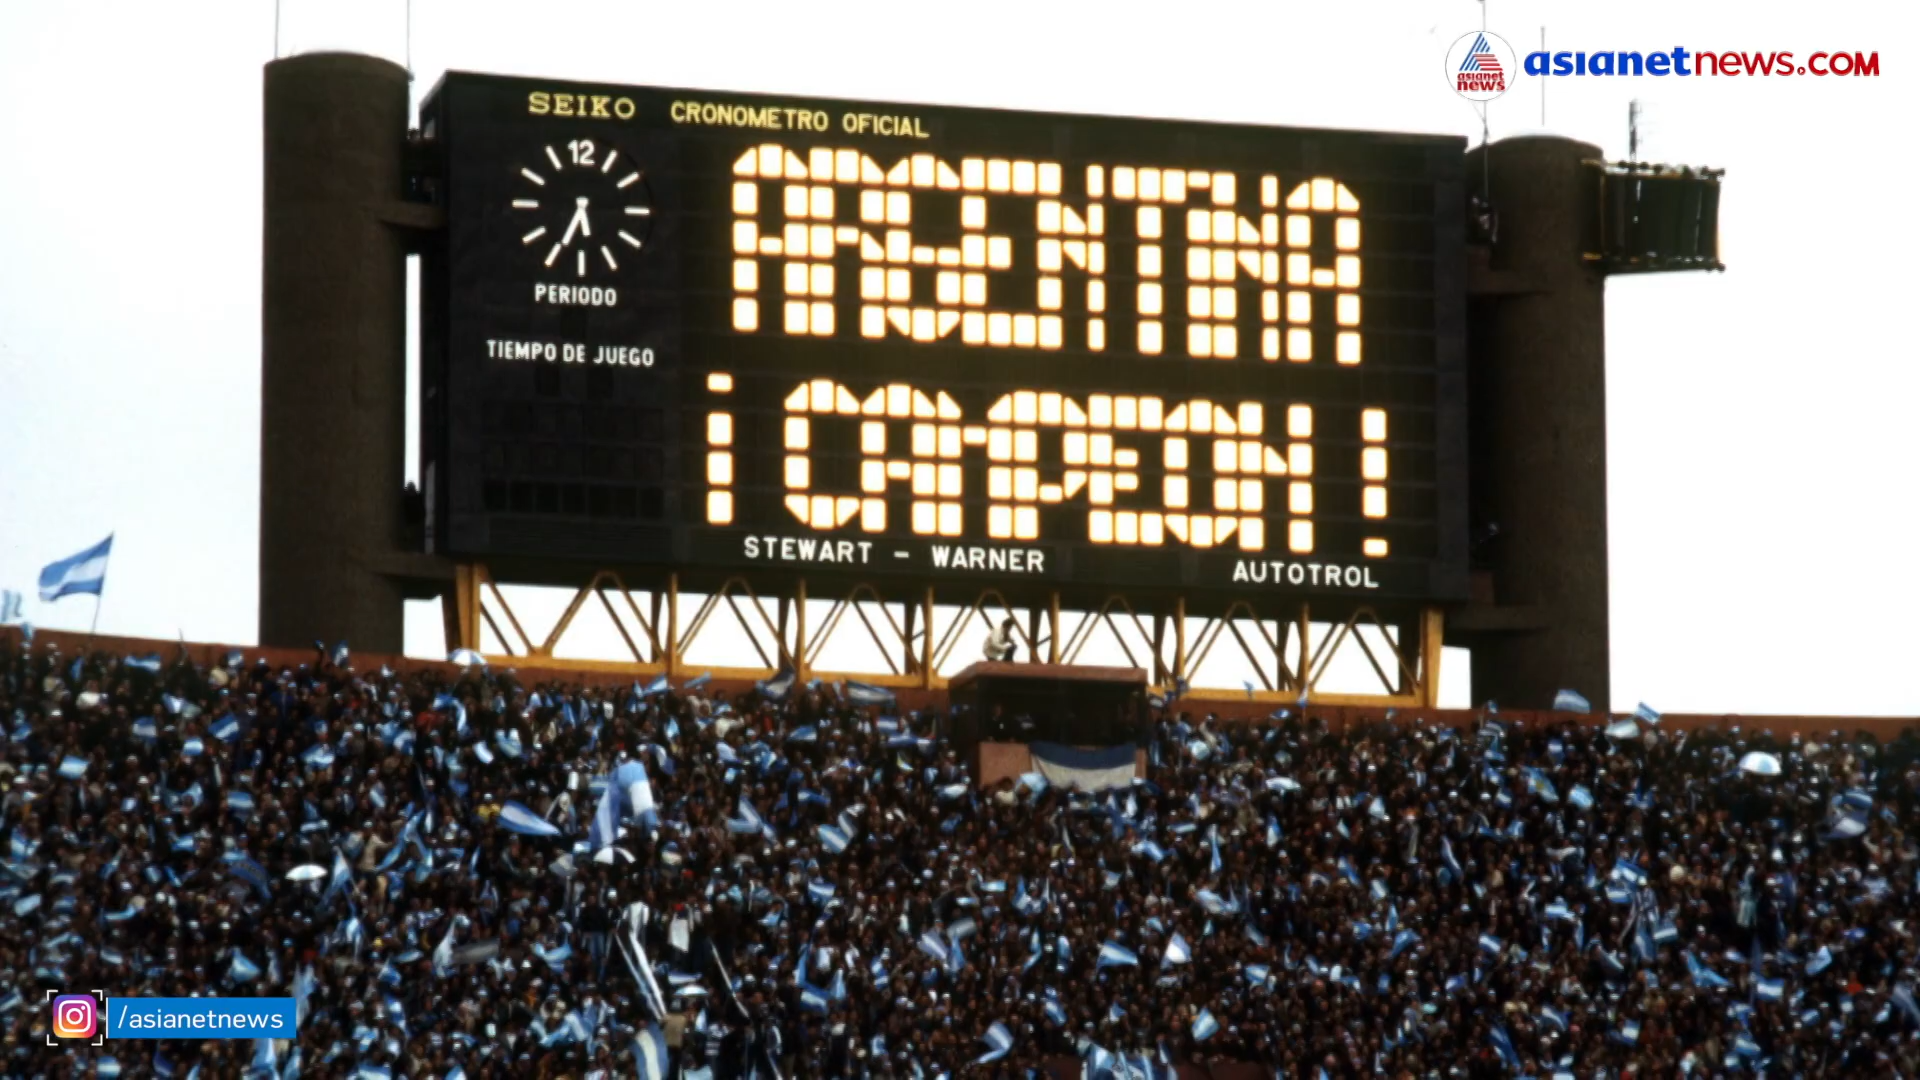 asianet news
asianetnews.COM
SEIKO CRONOMETRO OFICIAL
12
PERIODO
TIEMPO DE JUEGO
ARGENTINA
¡CAMPEON!
STEWART - WARNER AUTOTROL
/asianetnews